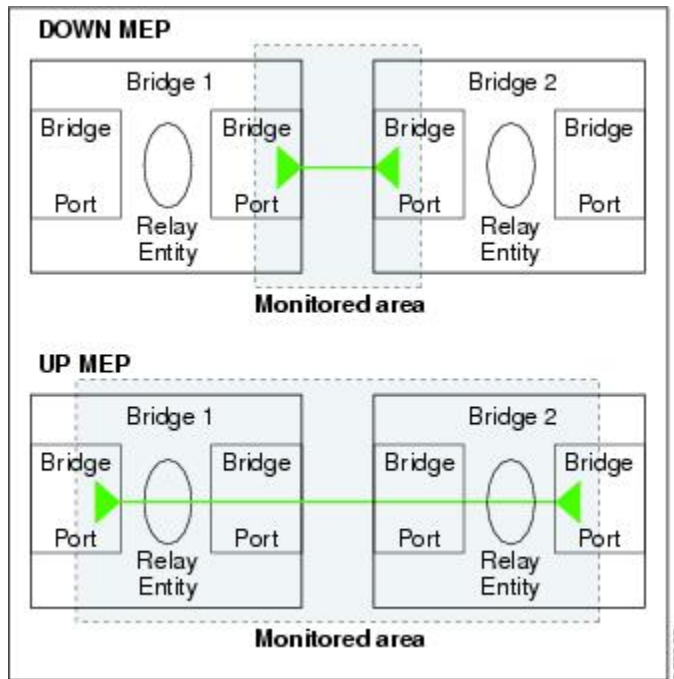 DOWN MEP
Bridge 1
Bridge 2
Bridge
Bridge
Bridge
Bridge
Port
Port
Port
Port
Relay
Entity
Relay
Entity
Monitored area
UP MEP
Bridge 1
Bridge 2
Bridge
Bridge
Bridge
Bridge
Port
Port
Port
Port
Relay
Entity
Relay
Entity
Monitored area